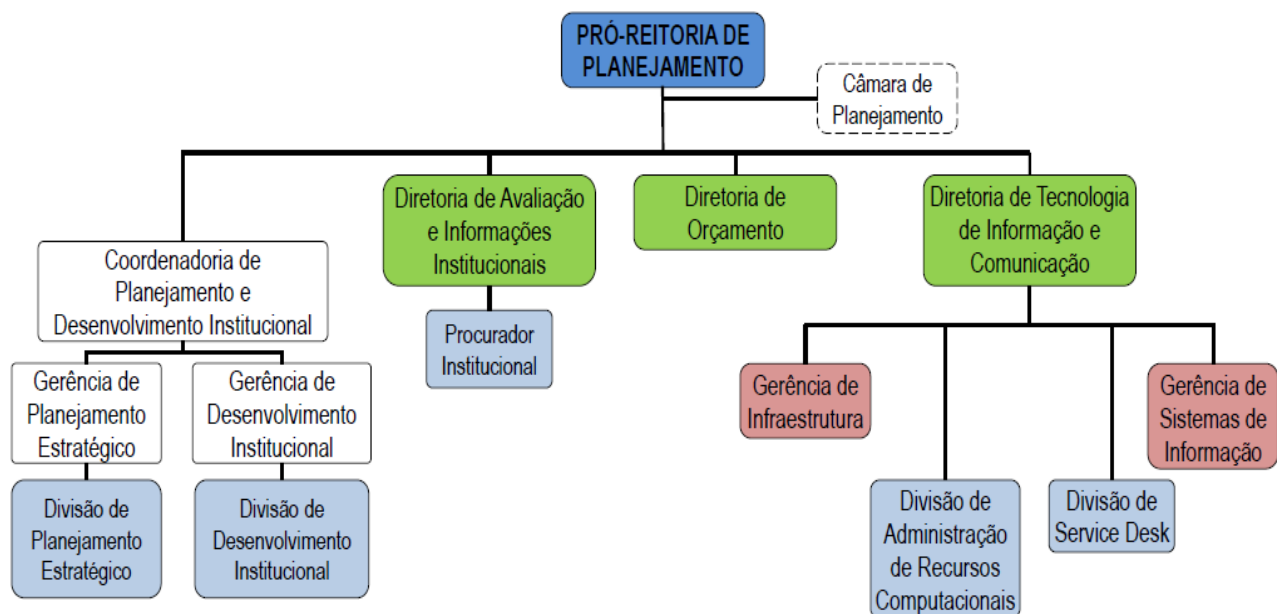 PRÓ-REITORIA DE
PLANEJAMENTO
Câmara de
Planejamento
Coordenadoria de
Planejamento e
Desenvolvimento Institucional
Diretoria de Avaliação
e Informações
Institucionais
Diretoria de
Orçamento
Diretoria de Tecnologia
de Informação e
Comunicação
Procurador
Institucional
Gerência de
Planejamento
Estratégico
Gerência de
Desenvolvimento
Institucional
Gerência de
Infraestrutura
Gerência de
Sistemas de
Informação
Divisão de
Planejamento
Estratégico
Divisão de
Desenvolvimento
Institucional
Divisão de
Administração
de Recursos
Computacionais
Divisão de
Service Desk